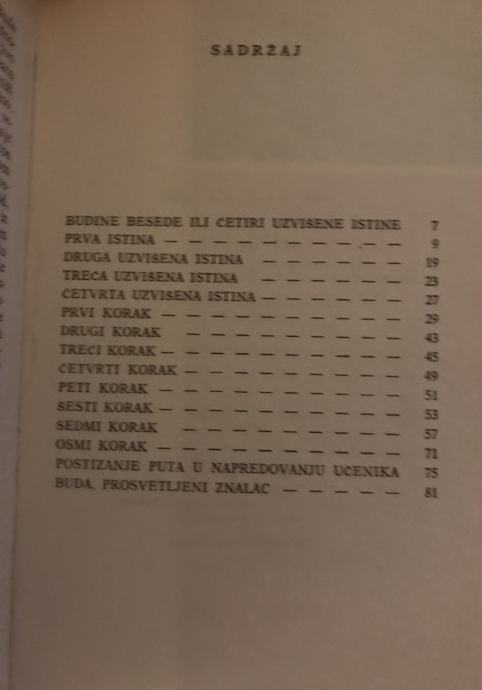 SADRŽAJ
BUDINE BESEDE ILI ČETIRI UZVIŠENE ISTINE 7
PRVA ISTINA — — — — — — — — — 9
DRUGA UZVIŠENA ISTINA — — — — — — 19
TREĆA UZVIŠENA ISTINA — — — — — — 23
ČETVRTA UZVIŠENA ISTINA — — — — — — 27
PRVI KORAK — — — — — — — — — 29
DRUGI KORAK — — — — — — — — 43
TREĆI KORAK — — — — — — — — — 45
ČETVRTI KORAK — — — — — — — — 49
PETI KORAK — — — — — — — — — 51
ŠESTI KORAK — — — — — — — — — 53
SEDMI KORAK — — — — — — — — 57
OSMI KORAK — — — — — — — — — 71
POSTIZANJE PUTA U NAPREDOVANJU UČENIKA 75
BUDA, PROSVETLJENI ZNALAC — — — — — 81